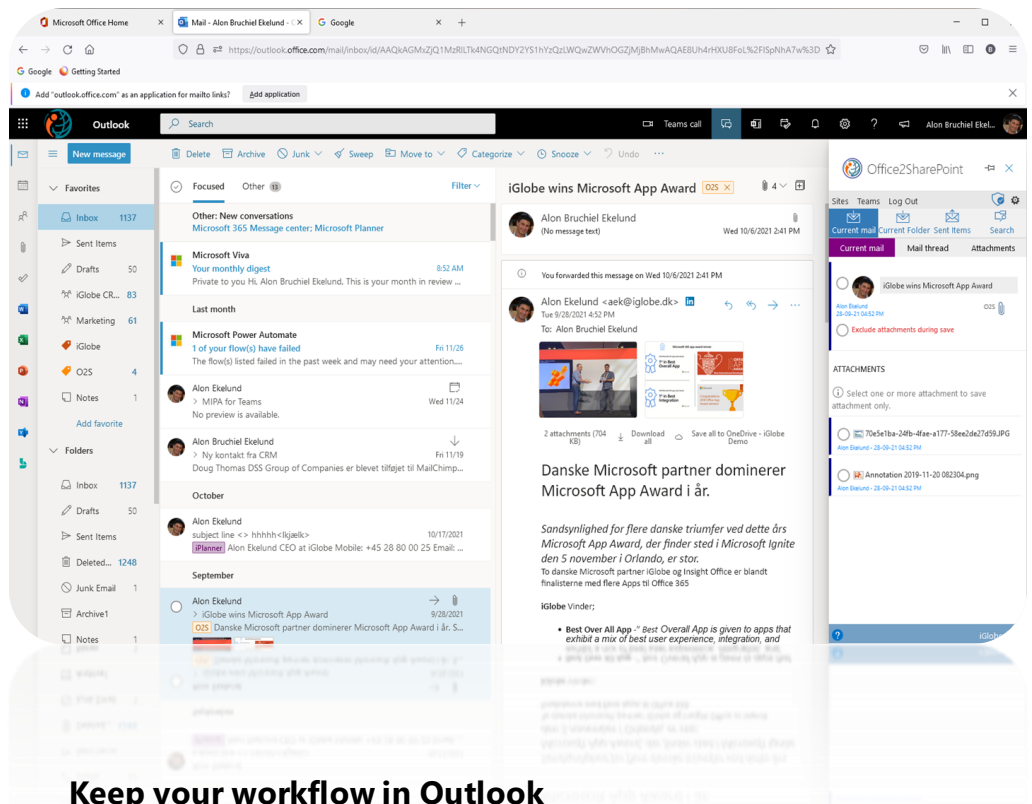 Microsoft Office Home
Mail - Alon Bruchiel Ekelund - O
Google
https://outlook.office.com/mail/inbox/id/AAQkAGMxZjQ1MzRlLTk4NGQtNDY2YS1hYzQzLWQwZWVhOGZjMjBhMwAQAE8Uh4rHXU8FoL%2FlSpNhA7w%3D
Google
Getting Started
Add "outlook.office.com" as an application for mailto links?
Add application
Outlook
Search
Teams call
Alon Bruchiel Ekel...
New message
Delete
Archive
Junk
Sweep
Move to
Categorize
Snooze
Undo
Favorites
Inbox 1137
Sent Items
Drafts 50
iGlobe CR... 83
Marketing 61
iGlobe
O2S 4
Notes 1
Add favorite
Folders
Inbox 1137
Drafts 50
Sent Items
Deleted... 1248
Junk Email 1
Archive1
Notes 1
Focused
Other 13
Filter
Other: New conversations
Microsoft 365 Message center; Microsoft Planner
Microsoft Viva
Your monthly digest 8:52 AM
Private to you Hi, Alon Bruchiel Ekelund. This is your month in review ...
Last month
Microsoft Power Automate
1 of your flow(s) have failed Fri 11/26
The flow(s) listed failed in the past week and may need your attention....
Alon Ekelund
> MIPA for Teams Wed 11/24
No preview is available.
Alon Bruchiel Ekelund
> Ny kontakt fra CRM Fri 11/19
Doug Thomas DSS Group of Companies er blevet tilføjet til MailChimp...
October
Alon Ekelund
subject line <> hhhhh<lkjaelk> 10/17/2021
iPlanner Alon Ekelund CEO at iGlobe Mobile: +45 28 80 00 25 Email: ...
September
Alon Ekelund
> iGlobe wins Microsoft App Award 9/28/2021
O2S Danske Microsoft partner dominerer Microsoft App Award i år. S...
iGlobe wins Microsoft App Award O2S 4
Alon Bruchiel Ekelund
(No message text) Wed 10/6/2021 2:41 PM
You forwarded this message on Wed 10/6/2021 2:41 PM
Alon Ekelund <aek@iglobe.dk>
Tue 9/28/2021 4:52 PM
To: Alon Bruchiel Ekelund
1st in Best Overall App
1st in Best Integration
2 attachments (704 KB)
Download all
Save all to OneDrive - iGlobe Demo
Danske Microsoft partner dominerer
Microsoft App Award i år.
Sandsynlighed for flere danske triumfer ved dette års
Microsoft App Award, der finder sted i Microsoft Ignite
den 5 november i Orlando, er stor.
To danske Microsoft partner iGlobe og Insight Office er blandt
finalisterne med flere Apps til Office 365
iGlobe Vinder;
• Best Over All App -" Best Overall App is given to apps that
exhibit a mix of best user experience, integration, and
Office2SharePoint
Sites Teams Log Out
Current mail
Current Folder
Sent Items
Search
Current mail
Mail thread
Attachments
iGlobe wins Microsoft App Award
Alon Ekelund
28-09-21 04:52 PM
O2S
Exclude attachments during save
ATTACHMENTS
Select one or more attachment to save
attachment only.
70e5e1ba-24fb-4fae-a177-58ee2de27d59.JPG
Alon Ekelund - 28-09-21 04:52 PM
Annotation 2019-11-20 082304.png
Alon Ekelund - 28-09-21 04:52 PM
iGlobe
Keep your workflow in Outlook